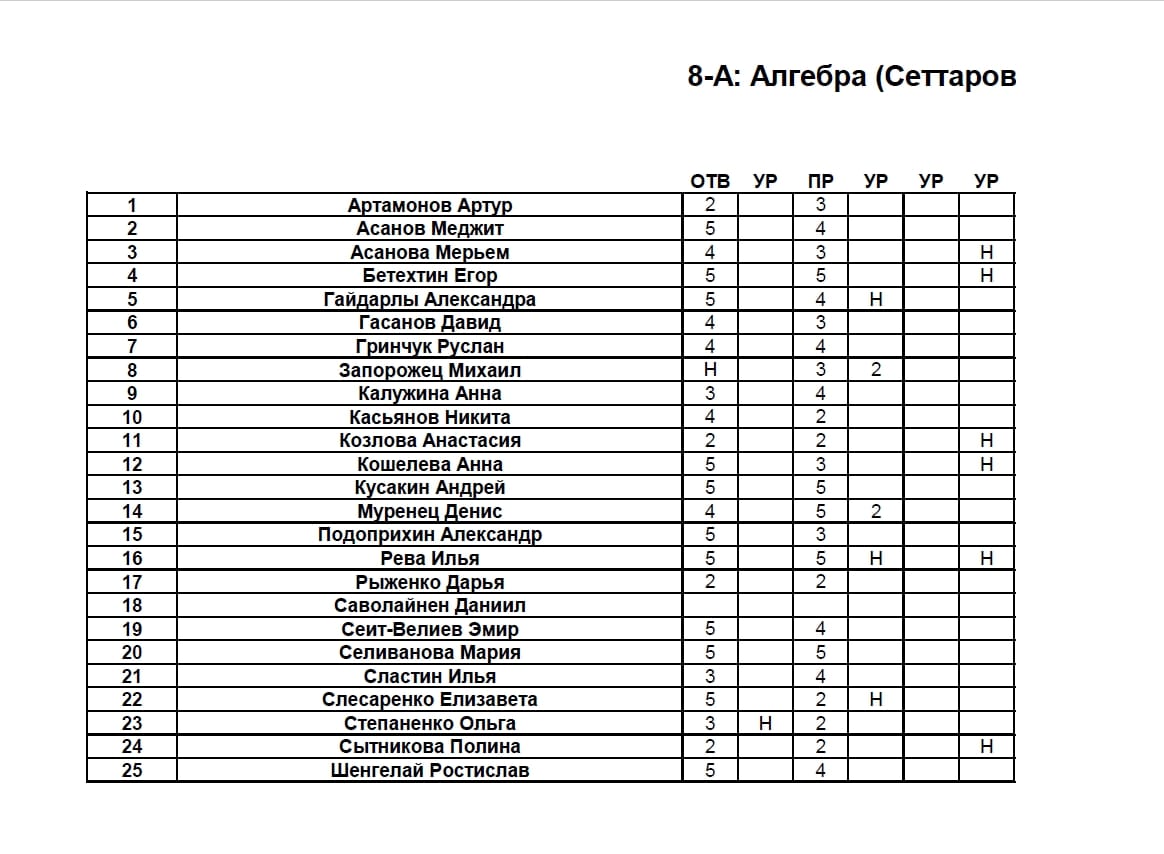 8-А: Алгебра (Сеттаров
ОТВ УР ПР УР УР УР
1 Артамонов Артур 2 3
2 Асанов Меджит 5 4
3 Асанова Мерьем 4 3 Н
4 Бетехтин Егор 5 5 Н
5 Гайдарлы Александра 5 4 Н
6 Гасанов Давид 4 3
7 Гринчук Руслан 4 4
8 Запорожец Михаил Н 3 2
9 Калужина Анна 3 4
10 Касьянов Никита 4 2
11 Козлова Анастасия 2 2 Н
12 Кошелева Анна 5 3 Н
13 Кусакин Андрей 5 5
14 Муренец Денис 4 5 2
15 Подоприхин Александр 5 3
16 Рева Илья 5 5 Н Н
17 Рыженко Дарья 2 2
18 Саволайнен Даниил
19 Сеит-Велиев Эмир 5 4
20 Селиванова Мария 5 5
21 Сластин Илья 3 4
22 Слесаренко Елизавета 5 2 Н
23 Степаненко Ольга 3 Н 2
24 Сытникова Полина 2 2 Н
25 Шенгелай Ростислав 5 4